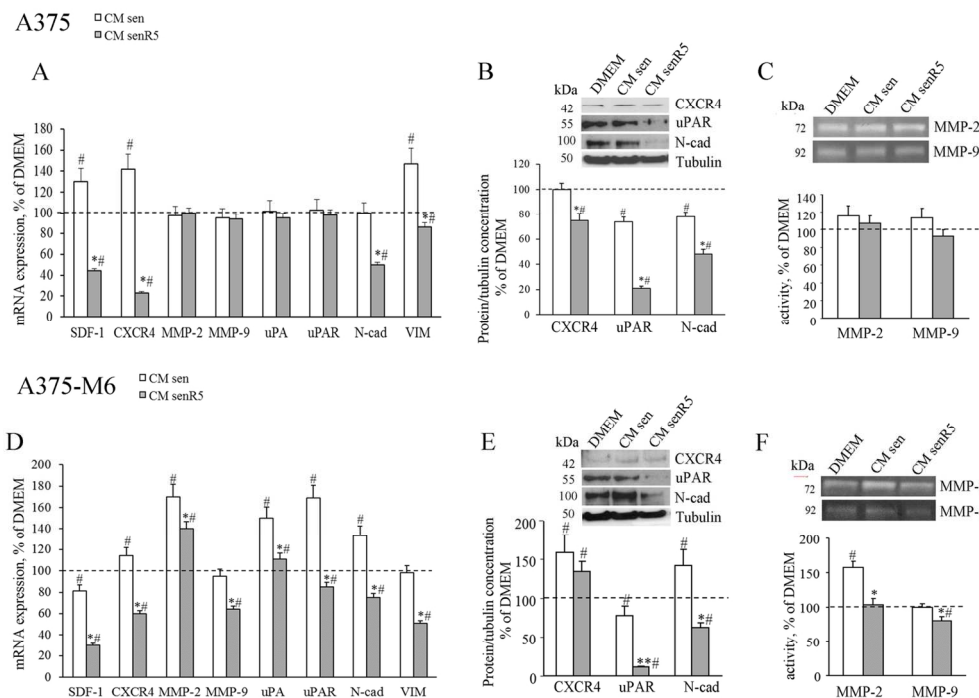 A375
CM sen
CM senR5
A
mRNA expression, % of DMEM
180
160
140
120
100
80
60
40
20
0
# # #
*# *# *# *#
SDF-1 CXCR4 MMP-2 MMP-9 uPA uPAR N-cad VIM
B
kDa DMEM CM sen CM senR5
42 CXCR4
55 uPAR
100 N-cad
50 Tubulin
Protein/tubulin concentration
% of DMEM
120
100
80
60
40
20
0
*# # *# # *#
CXCR4 uPAR N-cad
C
kDa DMEM CM sen CM senR5
72 MMP-2
92 MMP-9
activity, % of DMEM
140
120
100
80
60
40
20
0
MMP-2 MMP-9
A375-M6
CM sen
CM senR5
D
mRNA expression, % of DMEM
200
180
160
140
120
100
80
60
40
20
0
# *# # *# # *# *# # *# # *# # *# *#
SDF-1 CXCR4 MMP-2 MMP-9 uPA uPAR N-cad VIM
E
kDa DMEM CM sen CM senR5
42 CXCR4
55 uPAR
100 N-cad
50 Tubulin
Protein/tubulin concentration
% of DMEM
200
150
100
50
0
# # **# # *#
CXCR4 uPAR N-cad
F
kDa DMEM CM sen CM senR5
72 MMP-
92 MMP-
activity, % of DMEM
200
150
100
50
0
# * *#
MMP-2 MMP-9